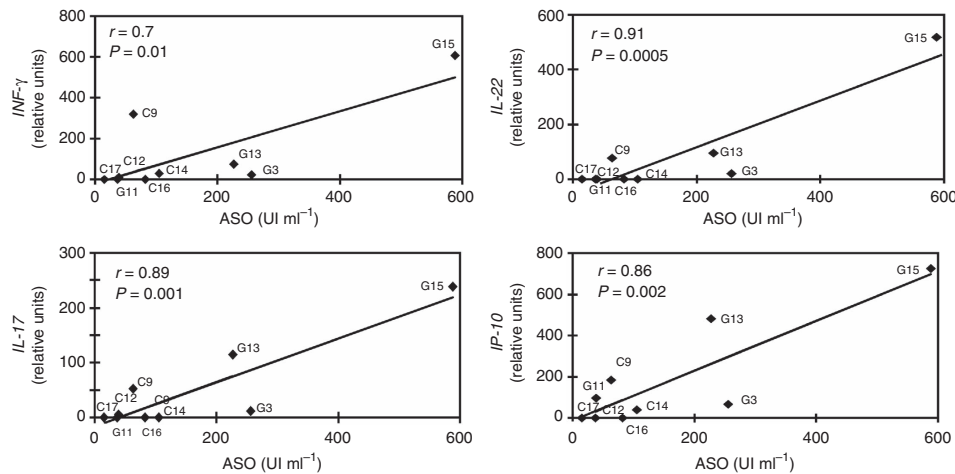 r = 0.7
P = 0.01
INF-γ
(relative units)
800
600
400
200
0
G15
C9
C17
C12
G11
C16
C14
G13
G3
0
200
400
600
ASO (UI ml⁻¹)
r = 0.91
P = 0.0005
IL-22
(relative units)
600
400
200
0
G15
C9
C17
C12
G11
C16
C14
G13
G3
0
200
400
600
ASO (UI ml⁻¹)
r = 0.89
P = 0.001
IL-17
(relative units)
300
200
100
0
G15
G13
C9
C12
C9
C17
G11
C16
C14
G3
0
200
400
600
ASO (UI ml⁻¹)
r = 0.86
P = 0.002
IP-10
(relative units)
800
600
400
200
0
G15
G13
C9
G11
C17
C12
C14
C16
G3
0
200
400
600
ASO (UI ml⁻¹)